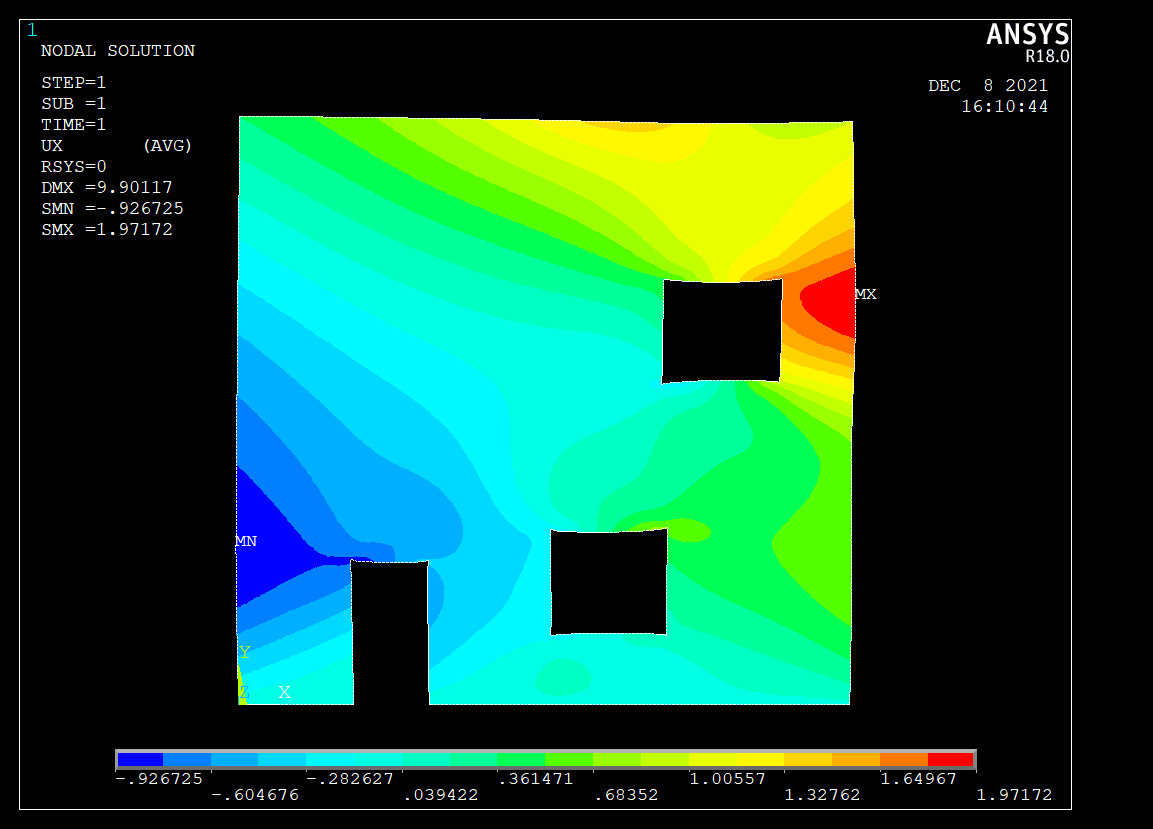 1
ANSYS
R18.0
NODAL SOLUTION
STEP=1
SUB =1
TIME=1
UX (AVG)
RSYS=0
DMX =9.90117
SMN =-.926725
SMX =1.97172
DEC 8 2021
16:10:44
MX
MN
Y
Z X
-.926725 -.282627 .361471 1.00557 1.64967
-.604676 .039422 .68352 1.32762 1.97172